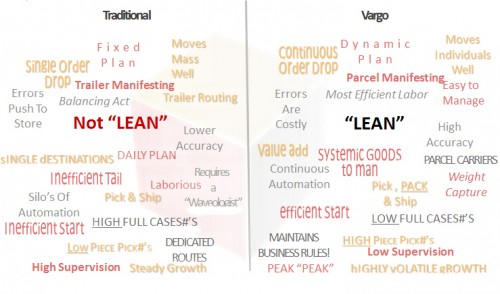 Traditional
Fixed
Plan
Moves
Mass
Well
Single Order
Drop
Trailer Manifesting
Errors
Push To
Store
Balancing Act
Trailer Routing
Not “LEAN”
Lower
Accuracy
sINGLE dESTINATIONS
DAILY PLAN
Inefficient Tail
Laborious
Requires
a
“Waveologist”
Pick & Ship
Silo’s Of
Automation
HIGH FULL CASES#’S
Inefficient Start
Low PIECE PICK#’S
DEDICATED
ROUTES
High Supervision
Steady Growth
Vargo
Continuous
Order Drop
Dynamic
Plan
Moves
Individuals
Well
Parcel Manifesting
Easy to
Manage
Errors
Are
Costly
Most Efficient Labor
“LEAN”
High
Accuracy
Value add
Systemic GOODS
to man
PARCEL CARRIERS
Continuous
Automation
Weight
Capture
Pick , PACK
& Ship
efficient Start
LOW FULL CASES#’S
MAINTAINS
BUSINESS RULES!
HIGH PIECE PICK#’S
Low Supervision
PEAK “PEAK”
hIGHLY vOLATILE gROWTH